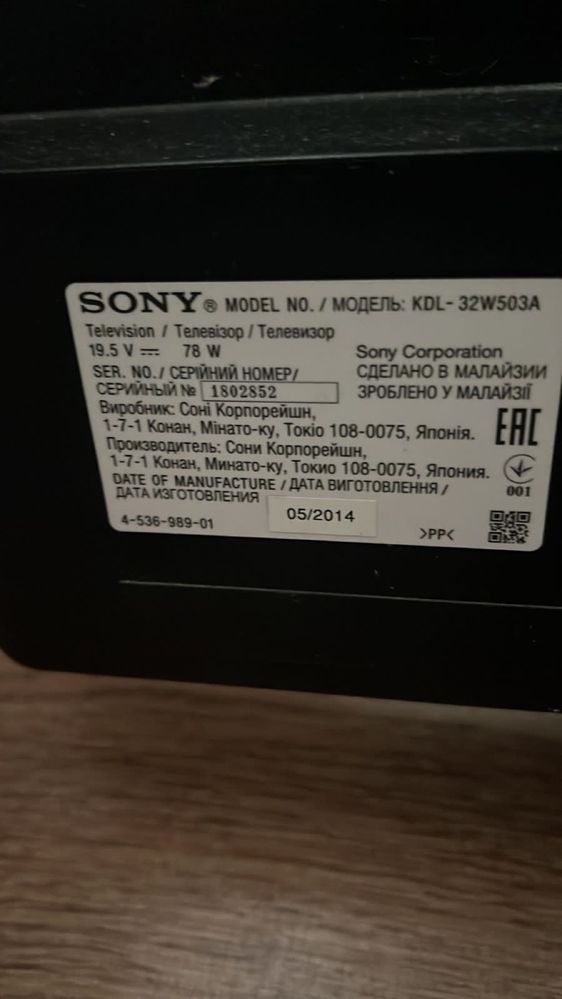 SONY® MODEL NO. / МОДЕЛЬ: KDL- 32W503A
Television / Телевізор / Телевизор
19.5 V ⎓ 78 W
Sony Corporation
SER. NO./ СЕРІЙНИЙ НОМЕР/
СДЕЛАНО В МАЛАЙЗИИ
СЕРИЙНЫЙ № 1802852
ЗРОБЛЕНО У МАЛАЙЗІЇ
Виробник: Соні Корпорейшн,
1-7-1 Конан, Мінато-ку, Токіо 108-0075, Японія.
EAC
Производитель: Сони Корпорейшн,
1-7-1 Конан, Минато-ку, Токио 108-0075, Япония.
DATE OF MANUFACTURE / ДАТА ВИГОТОВЛЕННЯ /
001
ДАТА ИЗГОТОВЛЕНИЯ 05/2014
4-536-989-01
>PP<